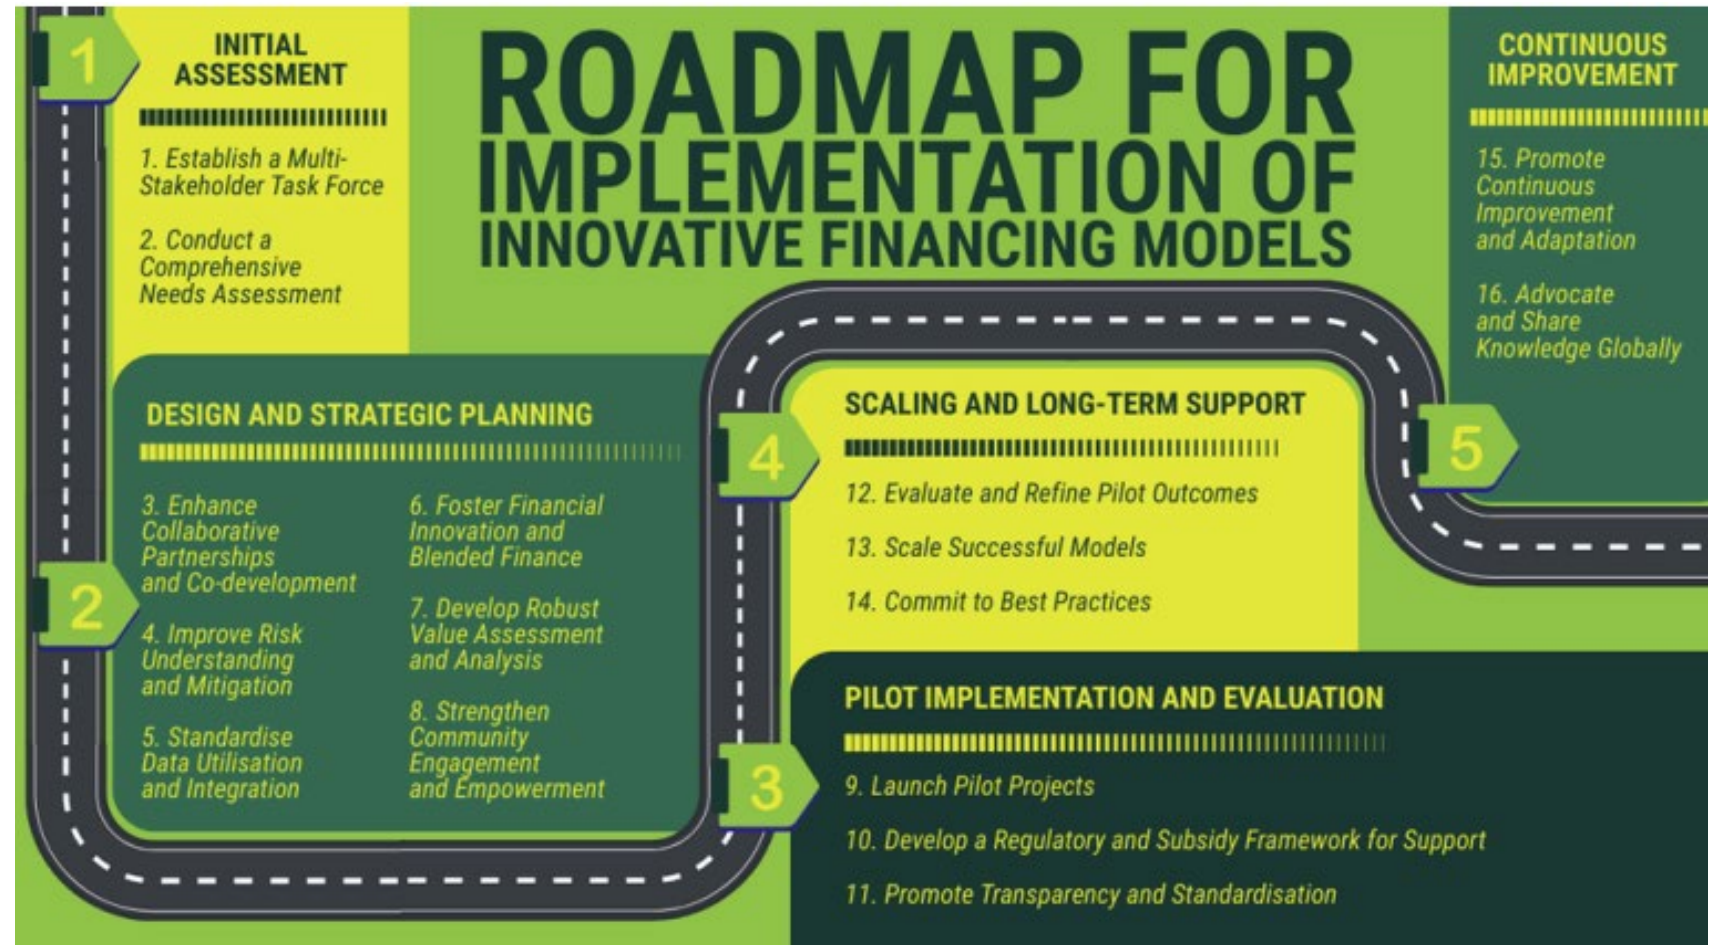 ROADMAP FOR
IMPLEMENTATION OF
INNOVATIVE FINANCING MODELS
1
INITIAL
ASSESSMENT
1. Establish a Multi-
Stakeholder Task Force
2. Conduct a
Comprehensive
Needs Assessment
2
DESIGN AND STRATEGIC PLANNING
3. Enhance
Collaborative
Partnerships
and Co-development
4. Improve Risk
Understanding
and Mitigation
5. Standardise
Data Utilisation
and Integration
6. Foster Financial
Innovation and
Blended Finance
7. Develop Robust
Value Assessment
and Analysis
8. Strengthen
Community
Engagement
and Empowerment
3
PILOT IMPLEMENTATION AND EVALUATION
9. Launch Pilot Projects
10. Develop a Regulatory and Subsidy Framework for Support
11. Promote Transparency and Standardisation
4
SCALING AND LONG-TERM SUPPORT
12. Evaluate and Refine Pilot Outcomes
13. Scale Successful Models
14. Commit to Best Practices
5
CONTINUOUS
IMPROVEMENT
15. Promote
Continuous
Improvement
and Adaptation
16. Advocate
and Share
Knowledge Globally